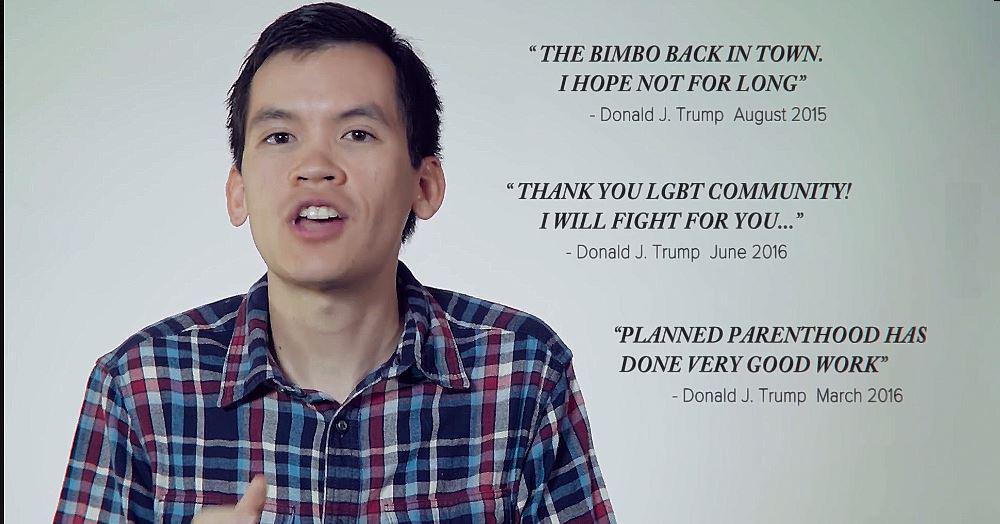 “THE BIMBO BACK IN TOWN.
I HOPE NOT FOR LONG”
- Donald J. Trump August 2015
“THANK YOU LGBT COMMUNITY!
I WILL FIGHT FOR YOU...”
- Donald J. Trump June 2016
“PLANNED PARENTHOOD HAS
DONE VERY GOOD WORK”
- Donald J. Trump March 2016